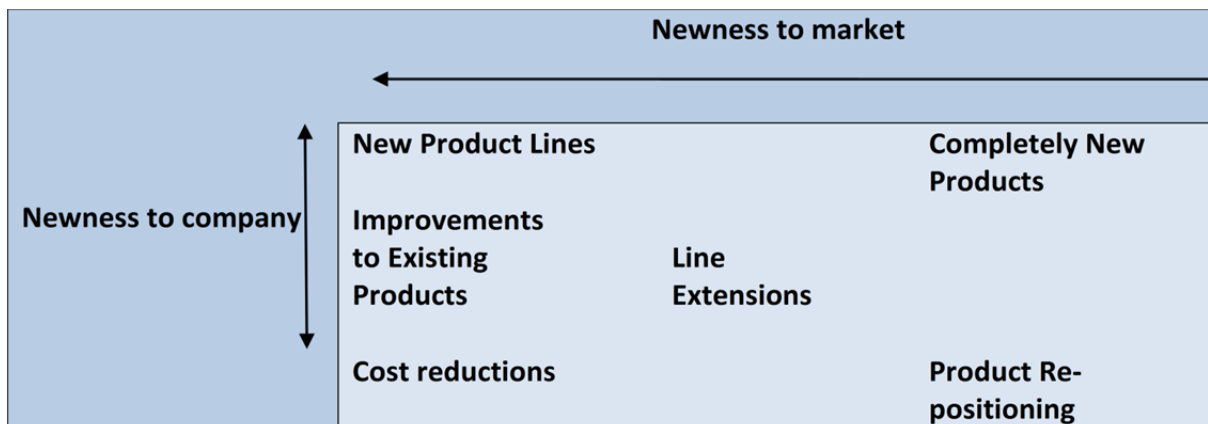 Newness to market
New Product Lines
Completely New
Products
Newness to company
Improvements
to Existing
Products
Line
Extensions
Cost reductions
Product Re-
positioning